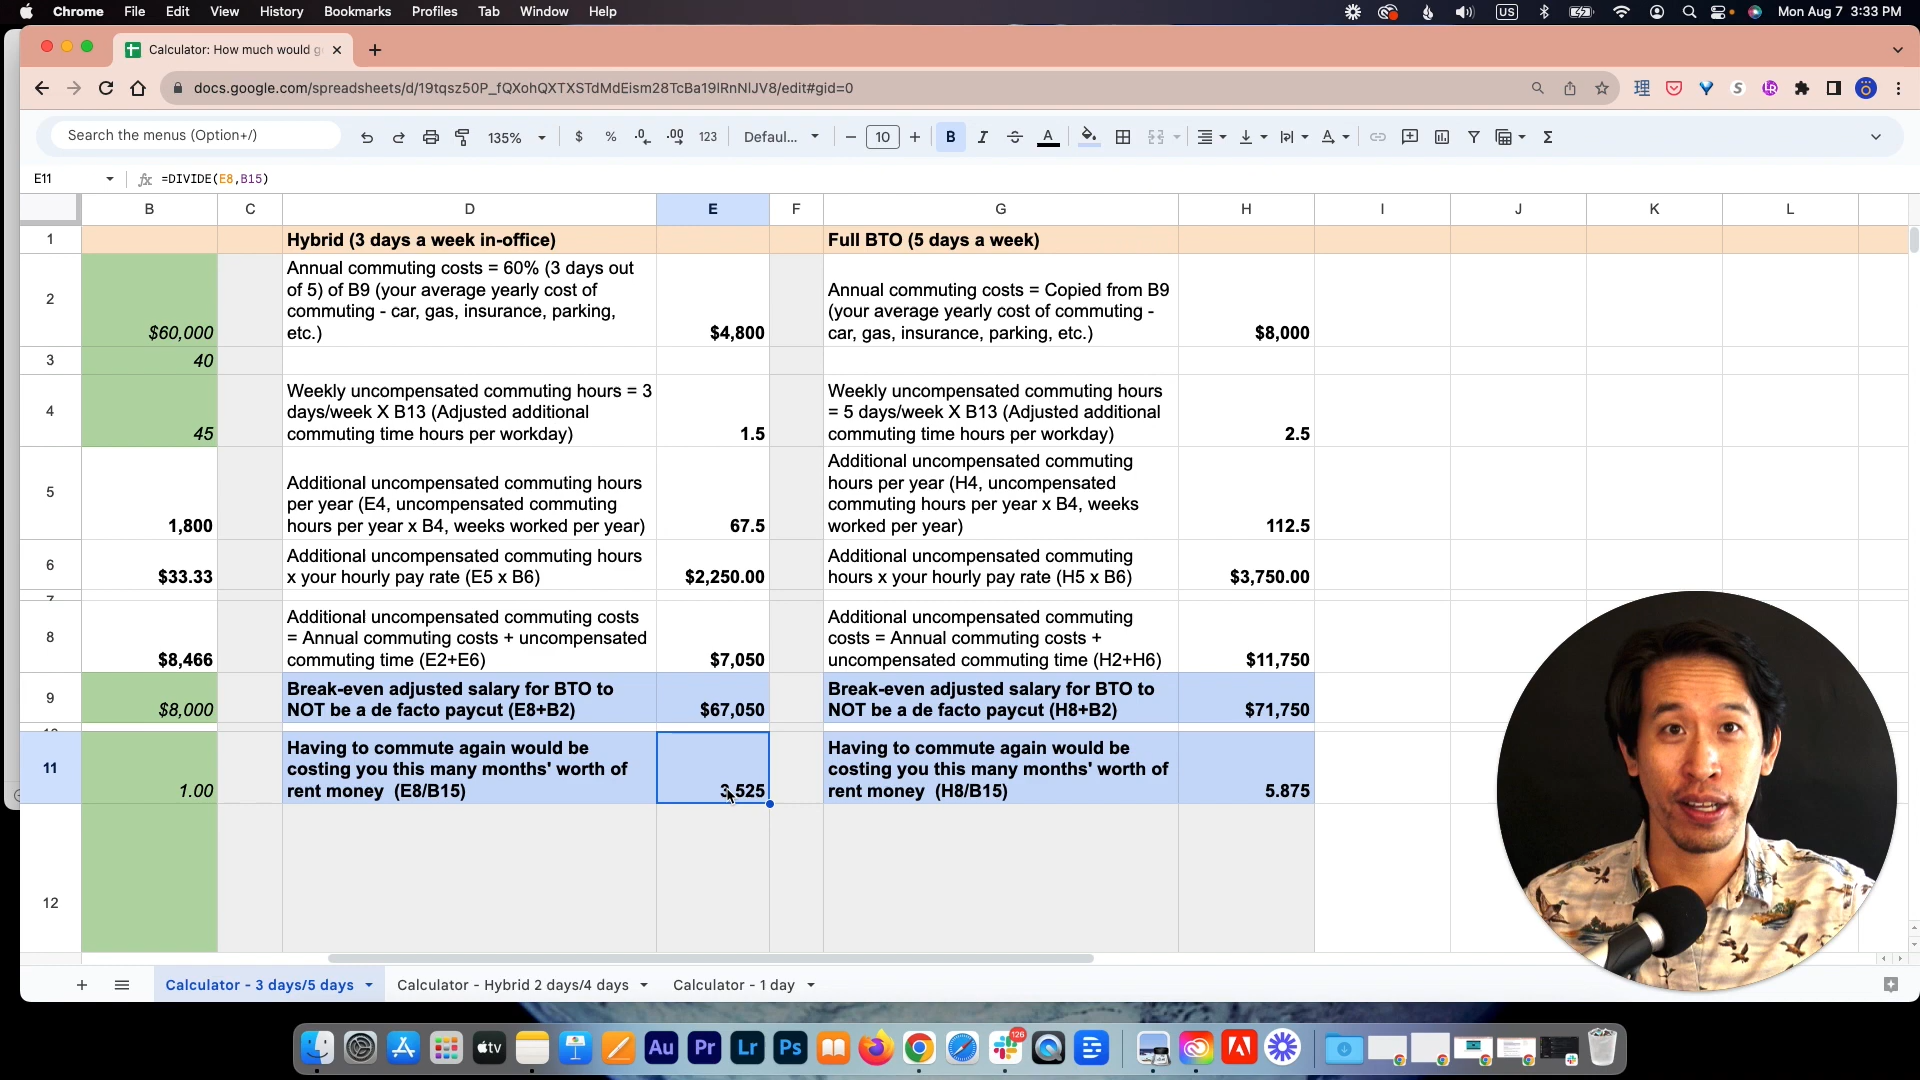 Chrome File Edit View History Bookmarks Profiles Tab Window Help
US
Mon Aug 7 3:33 PM
Calculator: How much would g
docs.google.com/spreadsheets/d/19tqsz50P_fQXohQXTXSTdMdEism28TcBa19lRnNlJV8/edit#gid=0
Search the menus (Option+/)
135%
$ % .0 .00 123
Defaul...
10
B I S A
E11
fx =DIVIDE(E8,B15)
B C D E F G H I J K L
1
Hybrid (3 days a week in-office)
Full BTO (5 days a week)
2
$60,000
Annual commuting costs = 60% (3 days out
of 5) of B9 (your average yearly cost of
commuting - car, gas, insurance, parking,
etc.)
$4,800
Annual commuting costs = Copied from B9
(your average yearly cost of commuting -
car, gas, insurance, parking, etc.)
$8,000
3
40
4
45
Weekly uncompensated commuting hours = 3
days/week X B13 (Adjusted additional
commuting time hours per workday)
1.5
Weekly uncompensated commuting hours
= 5 days/week X B13 (Adjusted additional
commuting time hours per workday)
2.5
5
1,800
Additional uncompensated commuting hours
per year (E4, uncompensated commuting
hours per year x B4, weeks worked per year)
67.5
Additional uncompensated commuting
hours per year (H4, uncompensated
commuting hours per year x B4, weeks
worked per year)
112.5
6
$33.33
Additional uncompensated commuting hours
x your hourly pay rate (E5 x B6)
$2,250.00
Additional uncompensated commuting
hours x your hourly pay rate (H5 x B6)
$3,750.00
8
$8,466
Additional uncompensated commuting costs
= Annual commuting costs + uncompensated
commuting time (E2+E6)
$7,050
Additional uncompensated commuting
costs = Annual commuting costs +
uncompensated commuting time (H2+H6)
$11,750
9
$8,000
Break-even adjusted salary for BTO to
NOT be a de facto paycut (E8+B2)
$67,050
Break-even adjusted salary for BTO to
NOT be a de facto paycut (H8+B2)
$71,750
11
1.00
Having to commute again would be
costing you this many months' worth of
rent money (E8/B15)
3.525
Having to commute again would be
costing you this many months' worth of
rent money (H8/B15)
5.875
12
Calculator - 3 days/5 days
Calculator - Hybrid 2 days/4 days
Calculator - 1 day
tv
Au
Pr
Lr
Ps
126